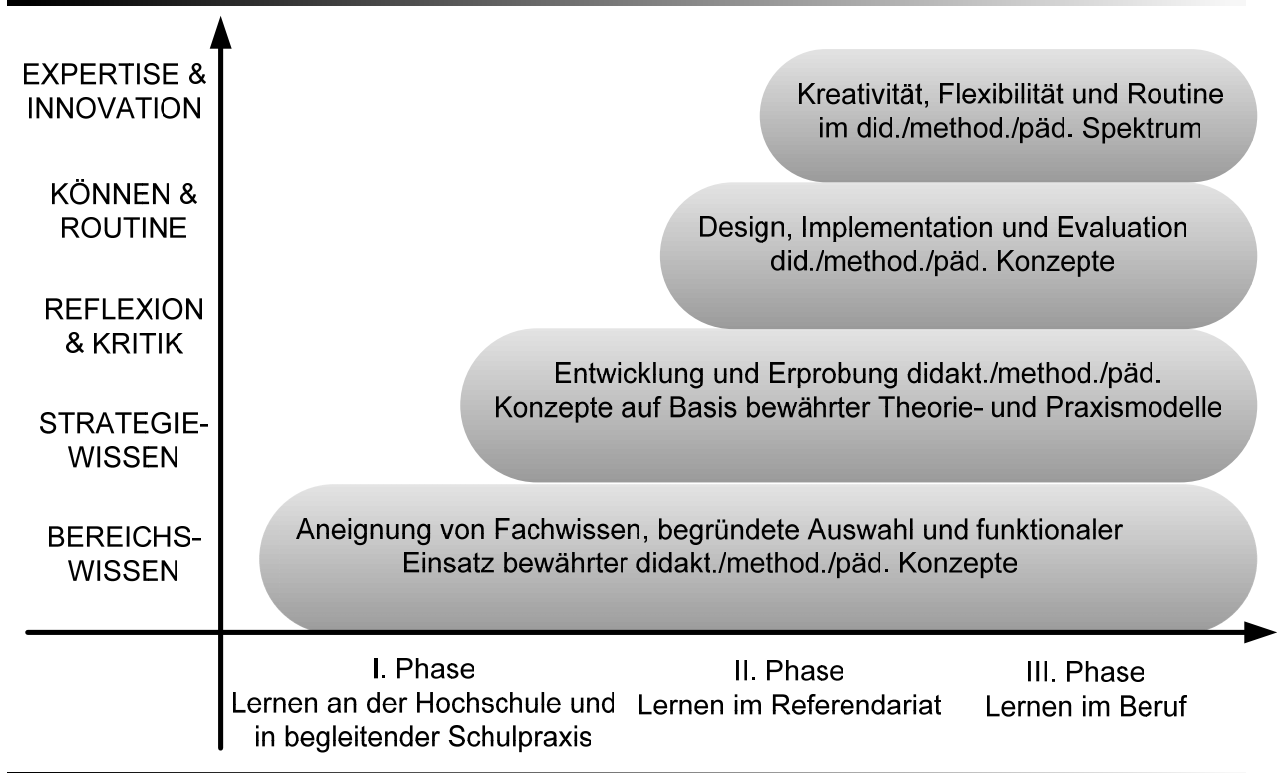 EXPERTISE &
INNOVATION
KÖNNEN &
ROUTINE
REFLEXION
& KRITIK
STRATEGIE-
WISSEN
BEREICHS-
WISSEN
Kreativität, Flexibilität und Routine
im did./method./päd. Spektrum
Design, Implementation und Evaluation
did./method./päd. Konzepte
Entwicklung und Erprobung didakt./method./päd.
Konzepte auf Basis bewährter Theorie- und Praxismodelle
Aneignung von Fachwissen, begründete Auswahl und funktionaler
Einsatz bewährter didakt./method./päd. Konzepte
I. Phase
Lernen an der Hochschule und
in begleitender Schulpraxis
II. Phase
Lernen im Referendariat
III. Phase
Lernen im Beruf